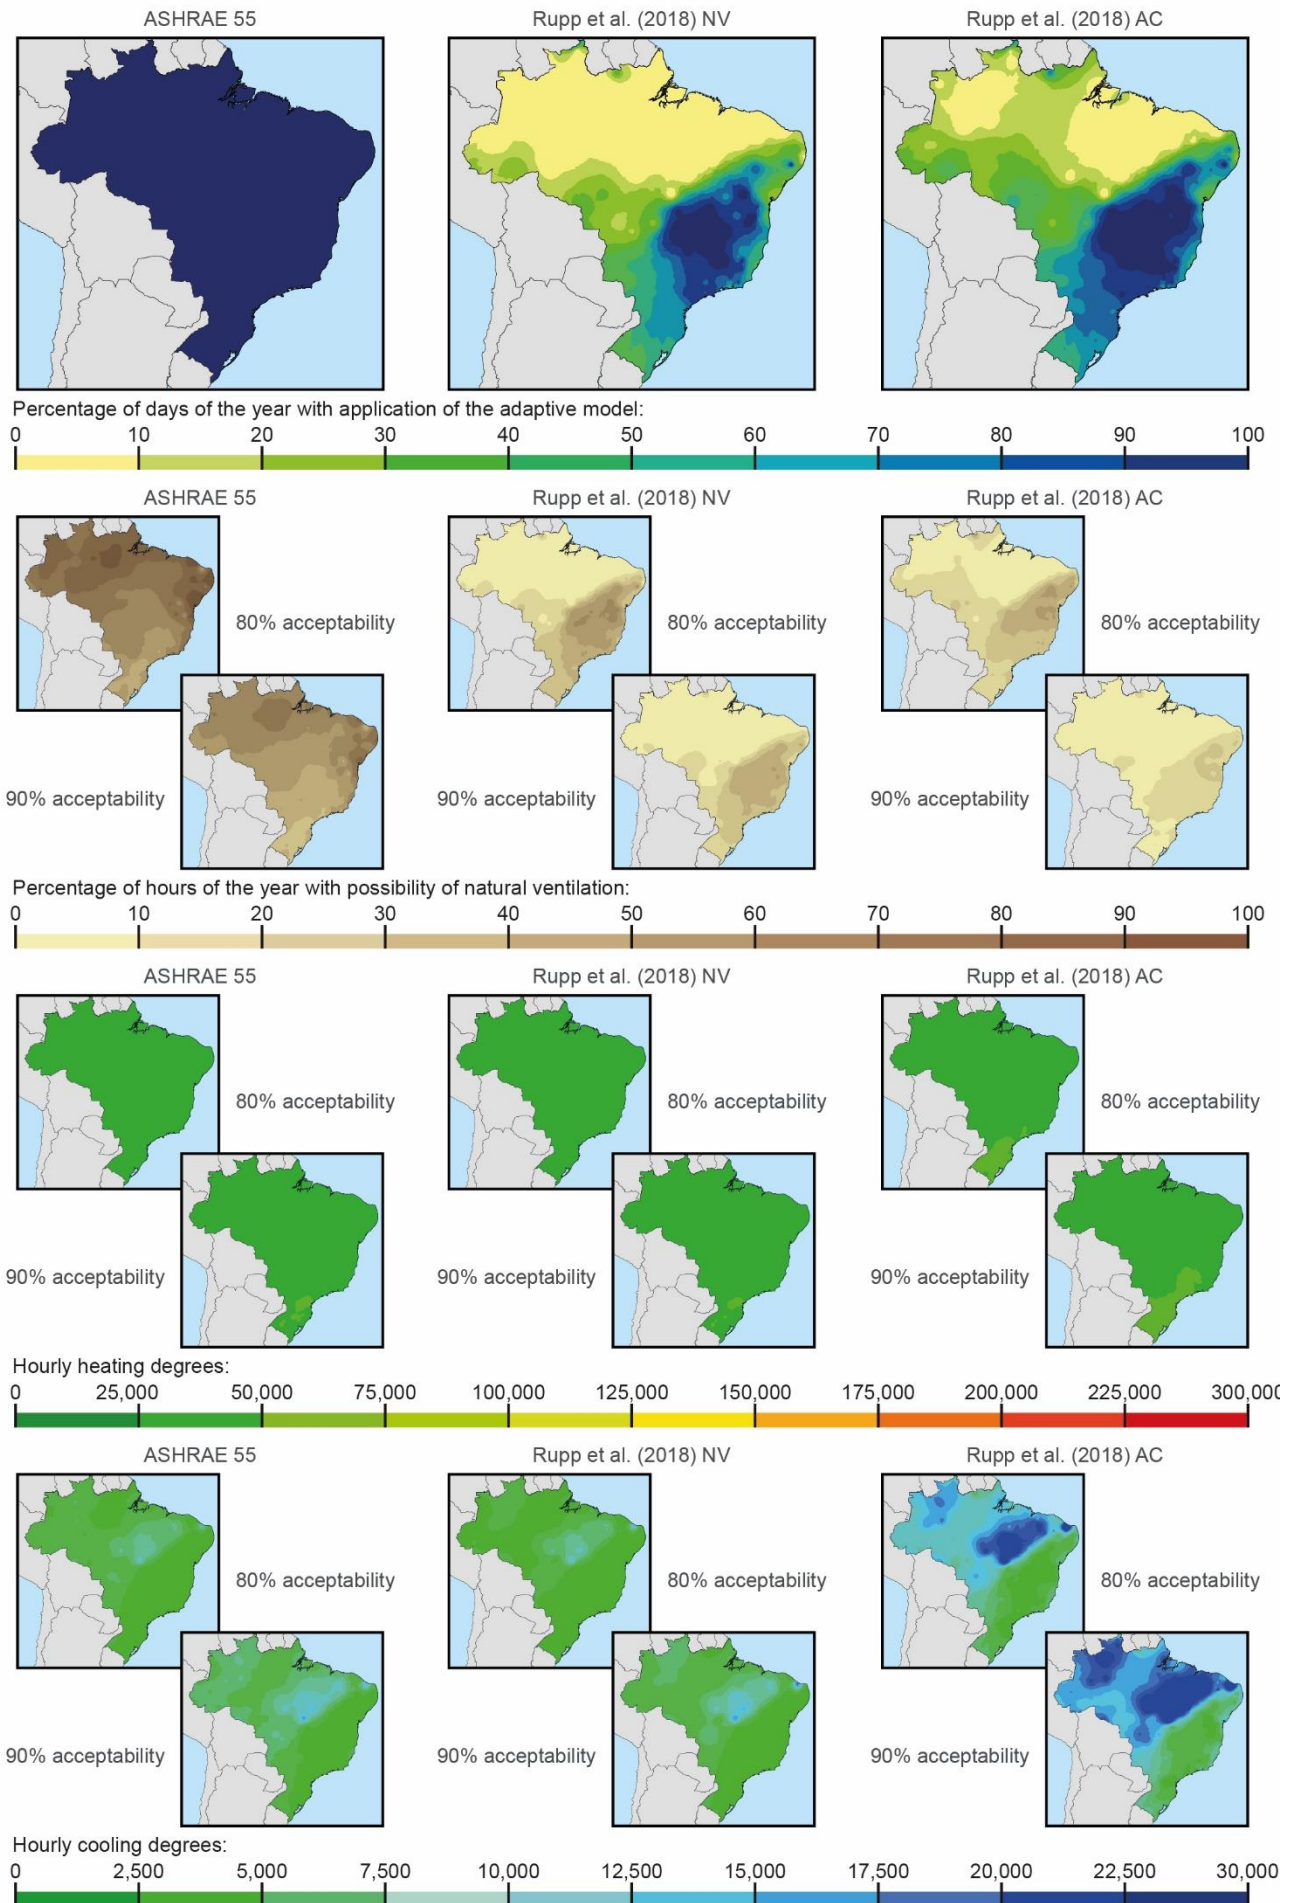 ASHRAE 55
Rupp et al. (2018) NV
Rupp et al. (2018) AC
Percentage of days of the year with application of the adaptive model:
0 10 20 30 40 50 60 70 80 90 100
ASHRAE 55
Rupp et al. (2018) NV
Rupp et al. (2018) AC
80% acceptability
80% acceptability
80% acceptability
90% acceptability
90% acceptability
90% acceptability
Percentage of hours of the year with possibility of natural ventilation:
0 10 20 30 40 50 60 70 80 90 100
ASHRAE 55
Rupp et al. (2018) NV
Rupp et al. (2018) AC
80% acceptability
80% acceptability
80% acceptability
90% acceptability
90% acceptability
90% acceptability
Hourly heating degrees:
0 25,000 50,000 75,000 100,000 125,000 150,000 175,000 200,000 225,000 300,000
ASHRAE 55
Rupp et al. (2018) NV
Rupp et al. (2018) AC
80% acceptability
80% acceptability
80% acceptability
90% acceptability
90% acceptability
90% acceptability
Hourly cooling degrees:
0 2,500 5,000 7,500 10,000 12,500 15,000 17,500 20,000 22,500 30,000